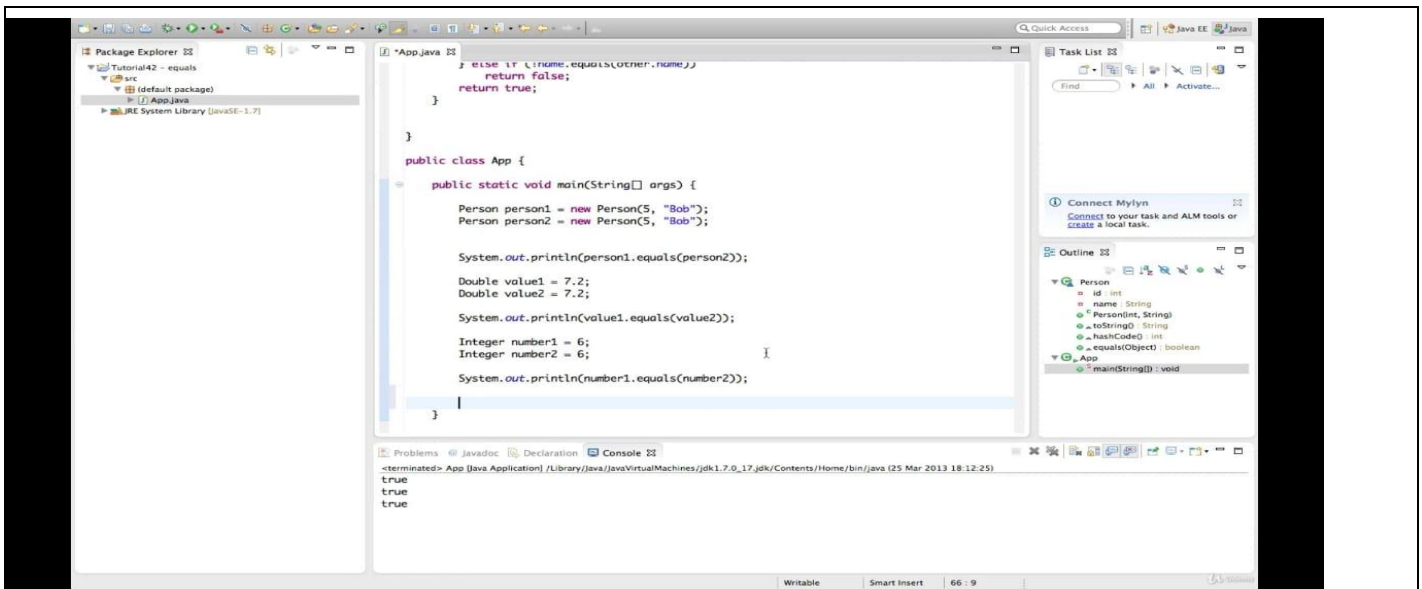 Quick Access
Java EE
Java
Package Explorer
Tutorial42 - equals
src
(default package)
App.java
JRE System Library [JavaSE-1.7]
*App.java
} else if (!name.equals(other.name))
return false;
return true;
}
}
public class App {
public static void main(String[] args) {
Person person1 = new Person(5, "Bob");
Person person2 = new Person(5, "Bob");
System.out.println(person1.equals(person2));
Double value1 = 7.2;
Double value2 = 7.2;
System.out.println(value1.equals(value2));
Integer number1 = 6;
Integer number2 = 6;
System.out.println(number1.equals(number2));
}
Task List
Find
All
Activate...
Connect Mylyn
Connect to your task and ALM tools or
create a local task.
Outline
Person
id : int
name : String
Person(int, String)
toString() : String
hashCode() : int
equals(Object) : boolean
App
main(String[]) : void
Problems
Javadoc
Declaration
Console
<terminated> App [Java Application] /Library/Java/JavaVirtualMachines/jdk1.7.0_17.jdk/Contents/Home/bin/java (25 Mar 2013 18:12:25)
true
true
true
Writable
Smart Insert
66 : 9